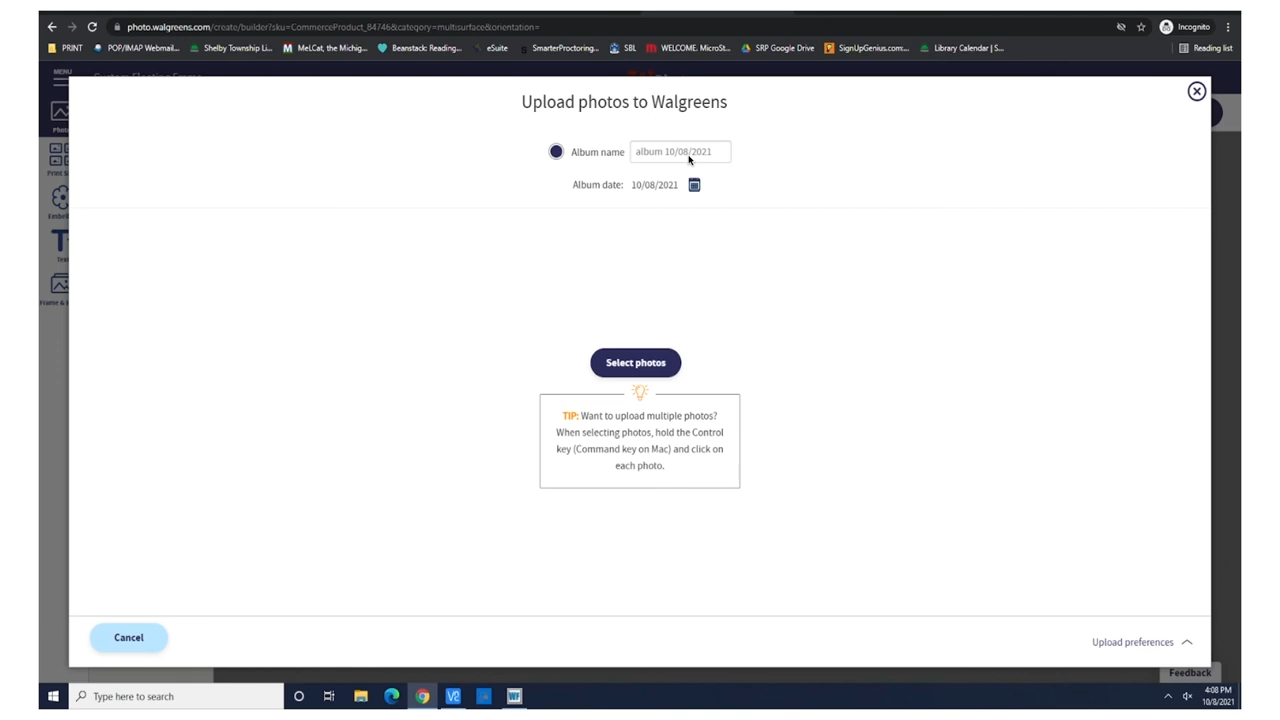 photo.walgreens.com/create/builder?sku=CommerceProduct_84746&category=multisurface&orientation=
Incognito
PRINT
POP/IMAP Webmail...
Shelby Township Li...
MelCat, the Michig...
Beanstack: Reading...
eSuite
SmarterProctoring...
SBL
WELCOME. MicroSt...
SRP Google Drive
SignUpGenius.com:...
Library Calendar | S...
Reading list
MENU
Custom Floating Frame
Upload photos to Walgreens
Album name
album 10/08/2021
Album date: 10/08/2021
Select photos
TIP: Want to upload multiple photos?
When selecting photos, hold the Control
key (Command key on Mac) and click on
each photo.
Cancel
Upload preferences
Feedback
Type here to search
4:08 PM
10/8/2021